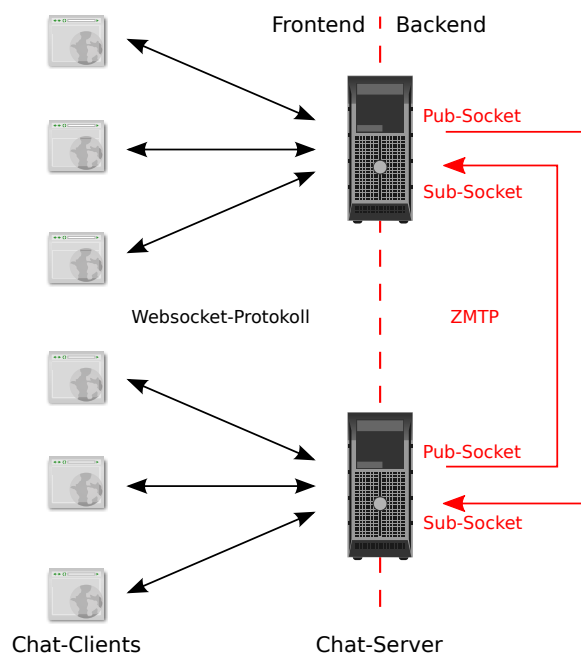 Frontend
Backend
Pub-Socket
Sub-Socket
Websocket-Protokoll
ZMTP
Pub-Socket
Sub-Socket
Chat-Clients
Chat-Server